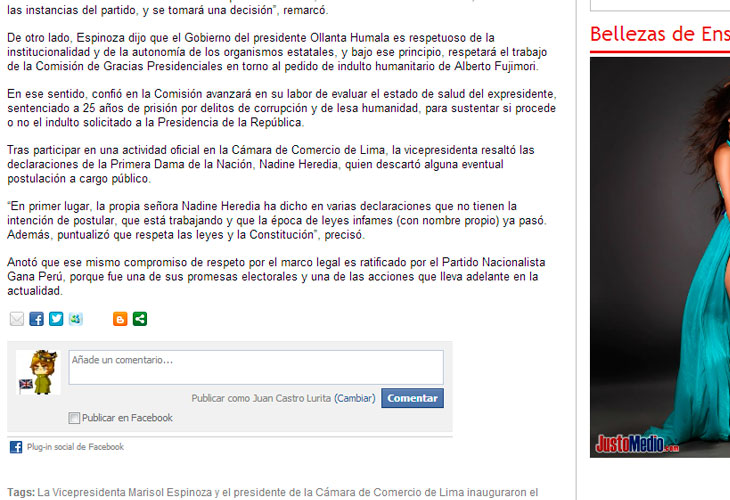 las instancias del partido, y se tomará una decisión”, remarcó.
De otro lado, Espinoza dijo que el Gobierno del presidente Ollanta Humala es respetuoso de la
institucionalidad y de la autonomía de los organismos estatales, y bajo ese principio, respetará el trabajo
de la Comisión de Gracias Presidenciales en torno al pedido de indulto humanitario de Alberto Fujimori.
En ese sentido, confió en la Comisión avanzará en su labor de evaluar el estado de salud del expresidente,
sentenciado a 25 años de prisión por delitos de corrupción y de lesa humanidad, para sustentar si procede
o no el indulto solicitado a la Presidencia de la República.
Tras participar en una actividad oficial en la Cámara de Comercio de Lima, la vicepresidenta resaltó las
declaraciones de la Primera Dama de la Nación, Nadine Heredia, quien descartó alguna eventual
postulación a cargo público.
“En primer lugar, la propia señora Nadine Heredia ha dicho en varias declaraciones que no tienen la
intención de postular, que está trabajando y que la época de leyes infames (con nombre propio) ya pasó.
Además, puntualizó que respeta las leyes y la Constitución”, precisó.
Anotó que ese mismo compromiso de respeto por el marco legal es ratificado por el Partido Nacionalista
Gana Perú, porque fue una de sus promesas electorales y una de las acciones que lleva adelante en la
actualidad.
Añade un comentario...
Publicar como Juan Castro Lurita (Cambiar) Comentar
Publicar en Facebook
Plug-in social de Facebook
Tags: La Vicepresidenta Marisol Espinoza y el presidente de la Cámara de Comercio de Lima inauguraron el
Bellezas de Ens
JustoMedio.com